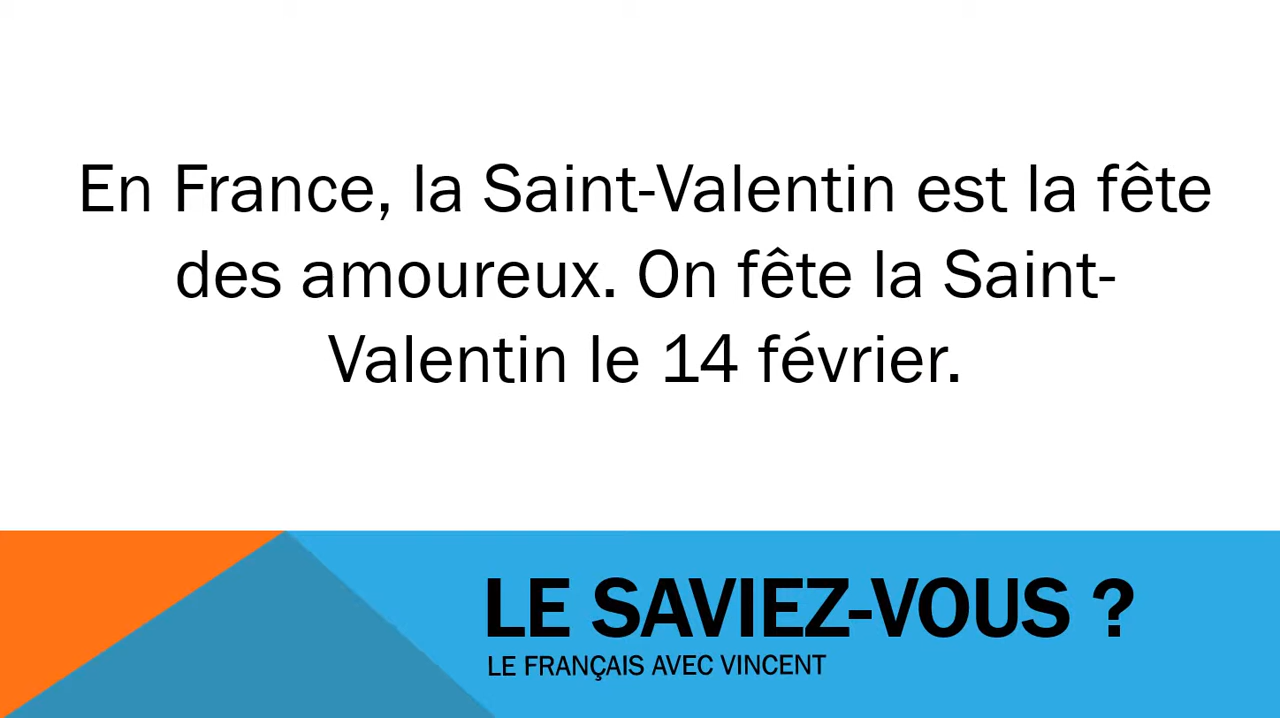 En France, la Saint-Valentin est la fête
des amoureux. On fête la Saint-
Valentin le 14 février.
LE SAVIEZ-VOUS ?
LE FRANÇAIS AVEC VINCENT